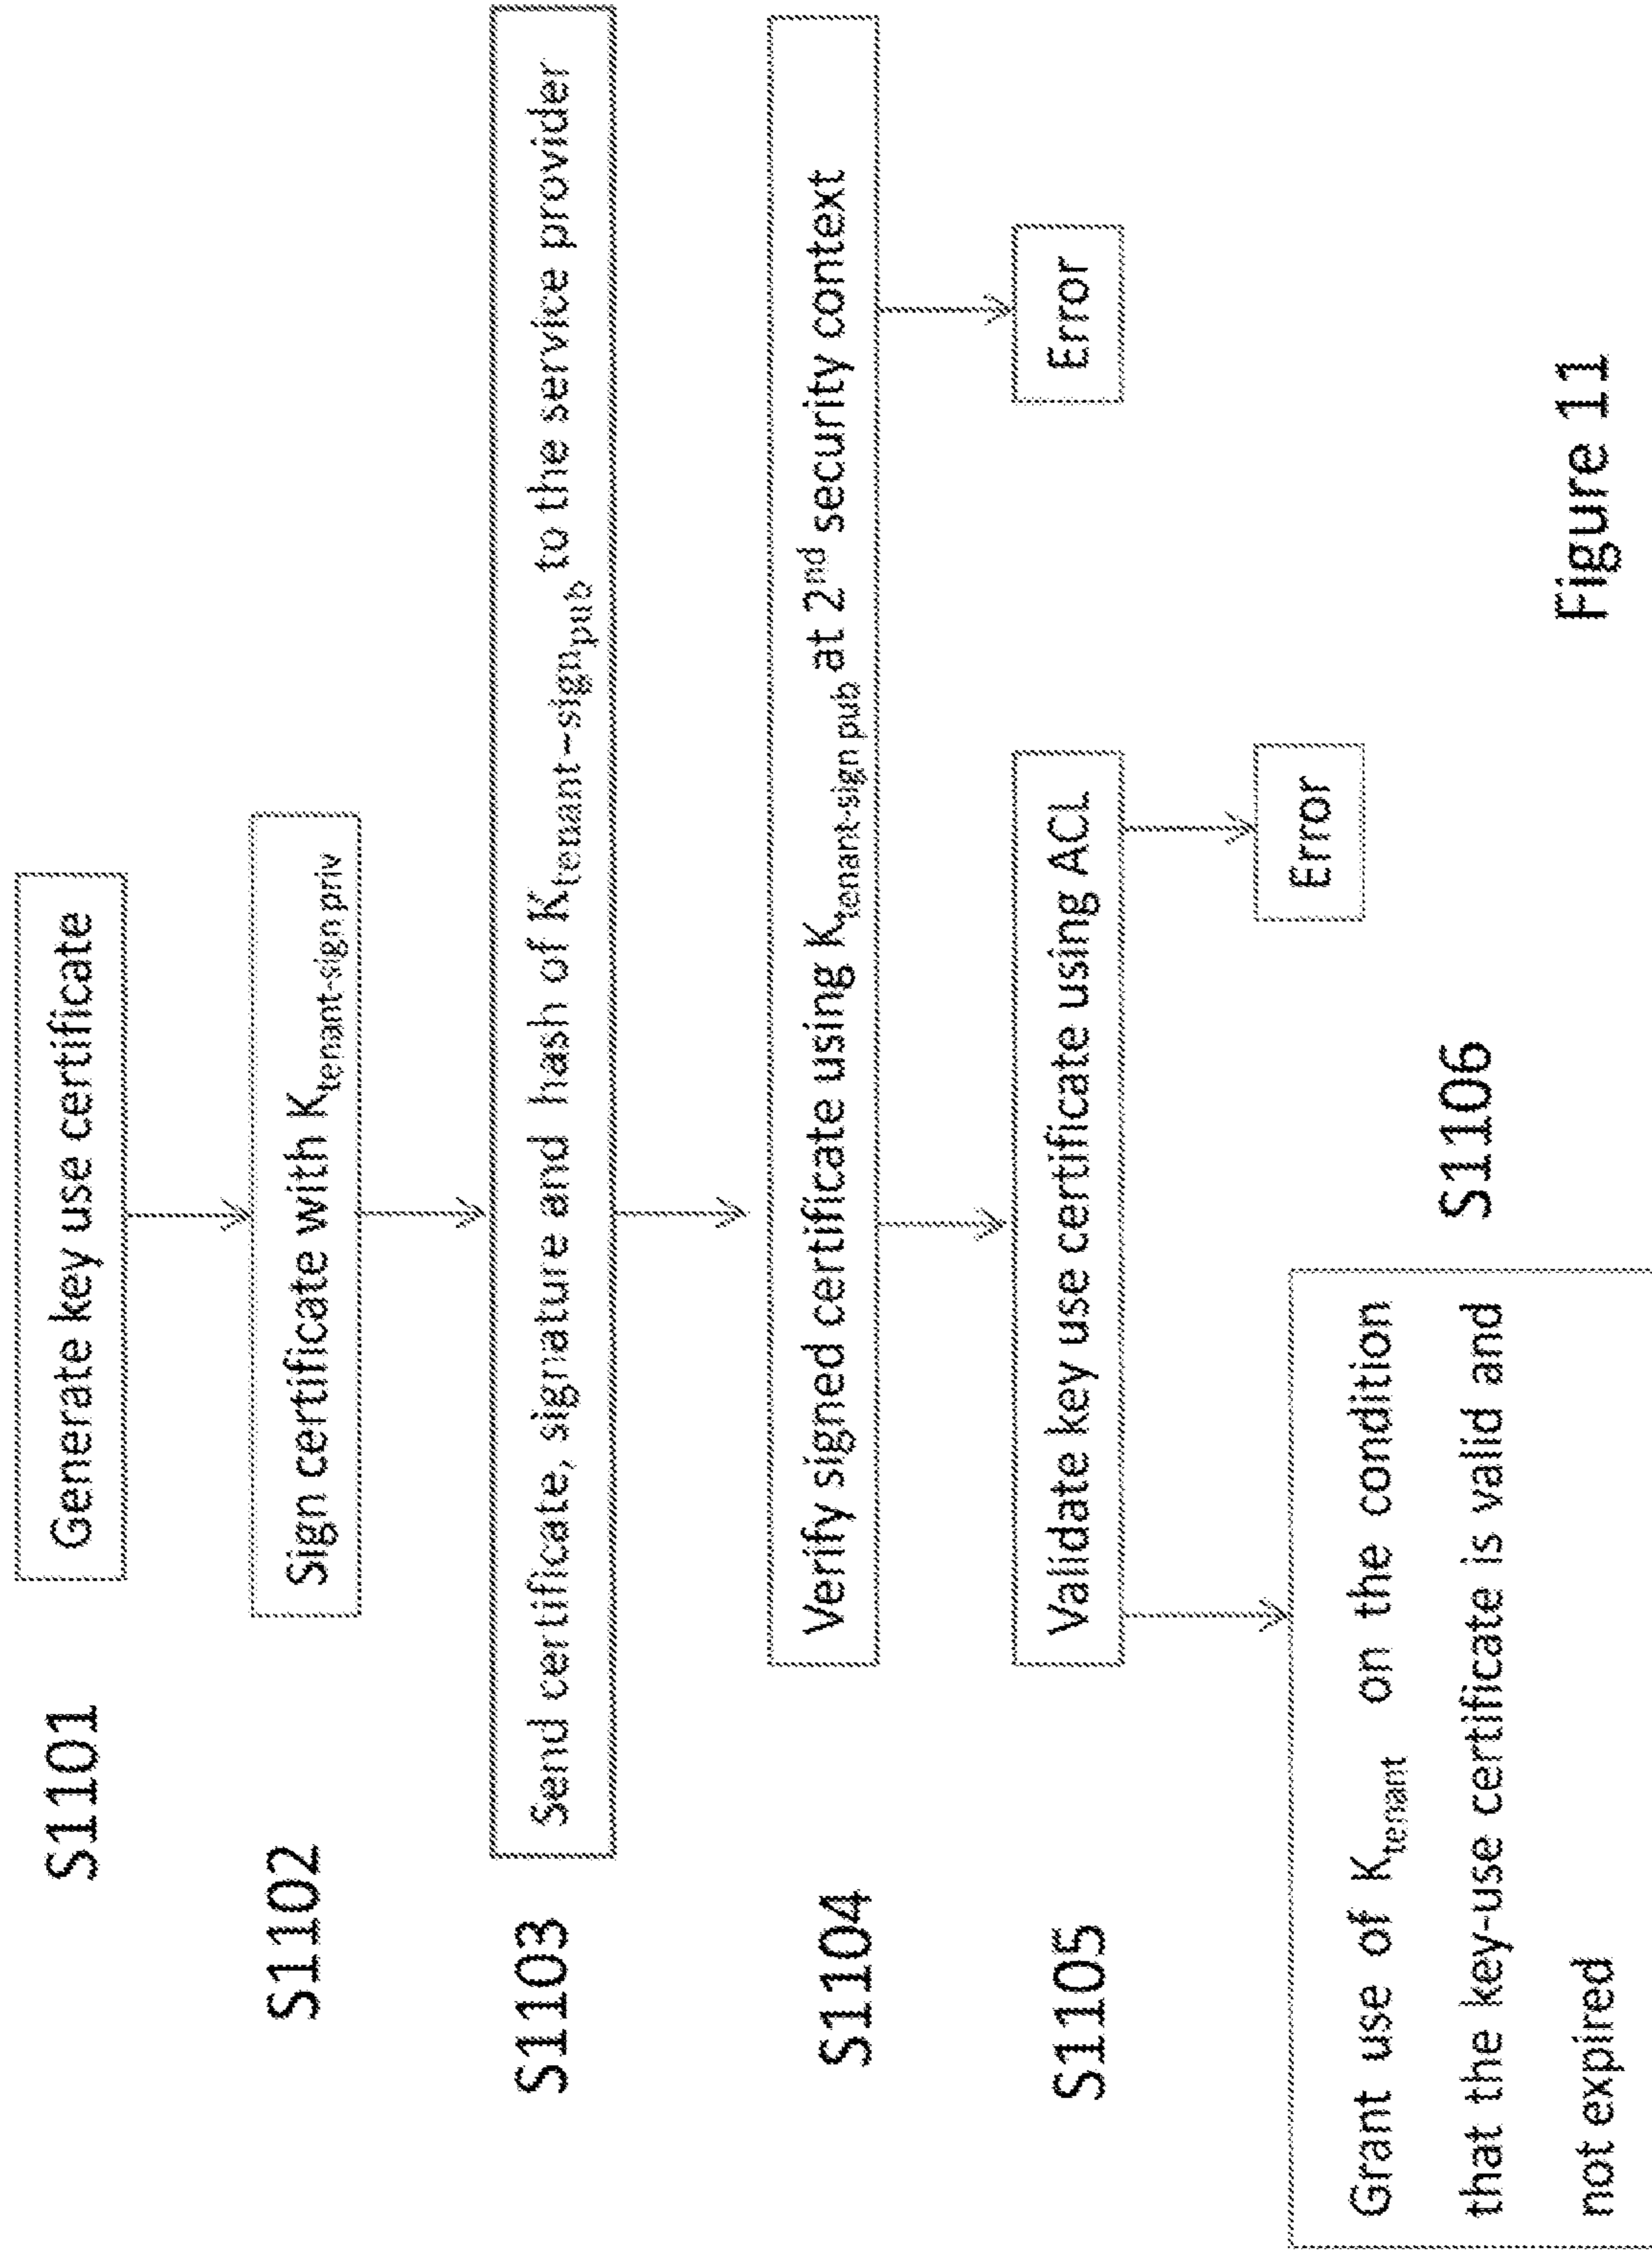 S1101
Generate key use certificate
S1102
Sign certificate with Ktenant-sign priv
S1103
Send certificate, signature and hash of Ktenant-signpub to the service provider
S1104
Verify signed certificate using Ktenant-sign pub at 2nd security context
Error
S1105
Validate key use certificate using ACL
Error
Grant use of Ktenant on the condition
that the key-use certificate is valid and
not expired
S1106
Figure 11